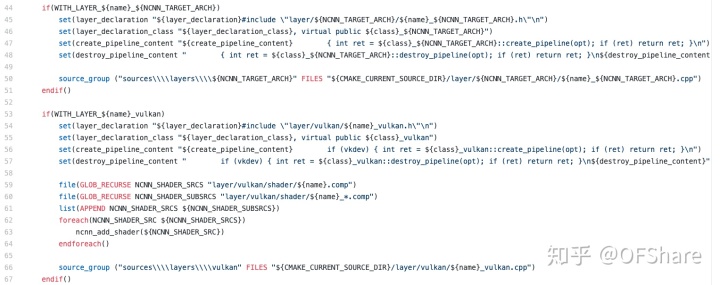 44 if(WITH_LAYER_${name}_${NCNN_TARGET_ARCH})
45 set(layer_declaration "${layer_declaration}#include \"layer/${NCNN_TARGET_ARCH}/${name}_${NCNN_TARGET_ARCH}.h\"\n")
46 set(layer_declaration_class "${layer_declaration_class}, virtual public ${class}_${NCNN_TARGET_ARCH}")
47 set(create_pipeline_content "${create_pipeline_content} { int ret = ${class}_${NCNN_TARGET_ARCH}::create_pipeline(opt); if (ret) return ret; }\n")
48 set(destroy_pipeline_content " { int ret = ${class}_${NCNN_TARGET_ARCH}::destroy_pipeline(opt); if (ret) return ret; }\n${destroy_pipeline_content
49
50 source_group ("sources\\\\layers\\\\${NCNN_TARGET_ARCH}" FILES "${CMAKE_CURRENT_SOURCE_DIR}/layer/${NCNN_TARGET_ARCH}/${name}_${NCNN_TARGET_ARCH}.cpp")
51 endif()
52
53 if(WITH_LAYER_${name}_vulkan)
54 set(layer_declaration "${layer_declaration}#include \"layer/vulkan/${name}_vulkan.h\"\n")
55 set(layer_declaration_class "${layer_declaration_class}, virtual public ${class}_vulkan")
56 set(create_pipeline_content "${create_pipeline_content} if (vkdev) { int ret = ${class}_vulkan::create_pipeline(opt); if (ret) return ret; }\n")
57 set(destroy_pipeline_content " if (vkdev) { int ret = ${class}_vulkan::destroy_pipeline(opt); if (ret) return ret; }\n${destroy_pipeline_content}"
58
59 file(GLOB_RECURSE NCNN_SHADER_SRCS "layer/vulkan/shader/${name}.comp")
60 file(GLOB_RECURSE NCNN_SHADER_SUBSRCS "layer/vulkan/shader/${name}_*.comp")
61 list(APPEND NCNN_SHADER_SRCS ${NCNN_SHADER_SUBSRCS})
62 foreach(NCNN_SHADER_SRC ${NCNN_SHADER_SRCS})
63 ncnn_add_shader(${NCNN_SHADER_SRC})
64 endforeach()
65
66 source_group ("sources\\\\layers\\\\vulkan" FILES "${CMAKE_CURRENT_SOURCE_DIR}/layer/vulkan/${name}_vulkan.cpp")
67 endif()
知乎 @OFShare